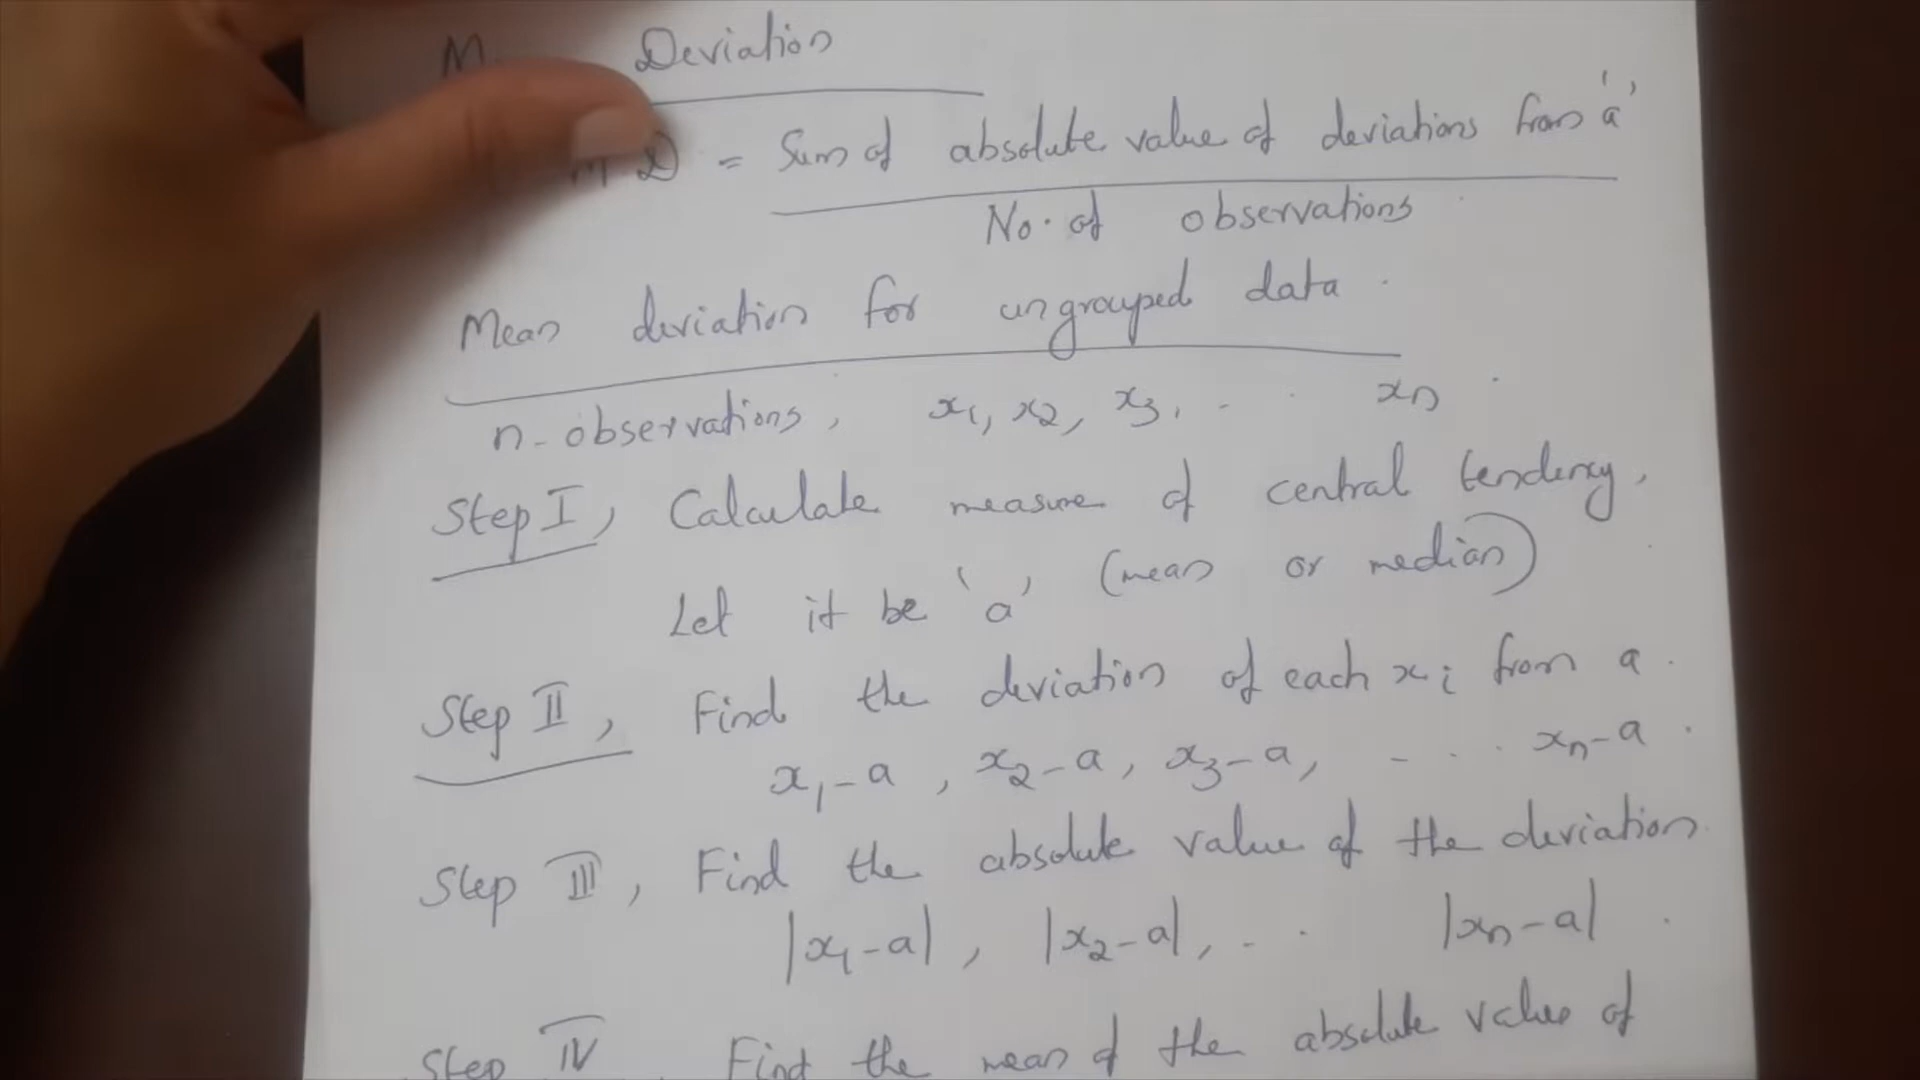 Deviation
M D = Sum of absolute value of deviations from 'a'
No. of observations
Mean deviation for ungrouped data.
n-observations, x1, x2, x3, . . xn.
Step I, Calculate measure of central tendency.
Let it be 'a' (mean or median)
Step II, Find the deviation of each xi from a.
x1-a, x2-a, x3-a, - . . xn-a.
Step III, Find the absolute value of the deviation
|x1-a|, |x2-a|, - . |xn-a|.
Step IV Find the mean of the absolute value of